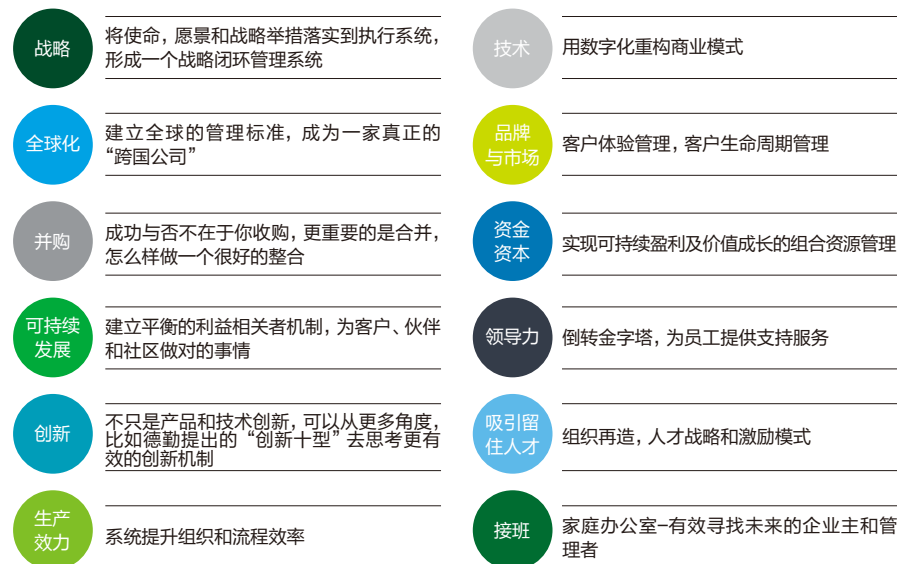 战略
将使命，愿景和战略举措落实到执行系统，
形成一个战略闭环管理系统
全球化
建立全球的管理标准，成为一家真正的
“跨国公司”
并购
成功与否不在于你收购，更重要的是合并，
怎么样做一个很好的整合
可持续
发展
建立平衡的利益相关者机制，为客户、伙伴
和社区做对的事情
创新
不只是产品和技术创新，可以从更多角度，
比如德勤提出的“创新十型”去思考更有
效的创新机制
生产
效力
系统提升组织和流程效率
技术
用数字化重构商业模式
品牌
与市场
客户体验管理，客户生命周期管理
资金
资本
实现可持续盈利及价值成长的组合资源管理
领导力
倒转金字塔，为员工提供支持服务
吸引留
住人才
组织再造，人才战略和激励模式
接班
家庭办公室–有效寻找未来的企业主和管
理者